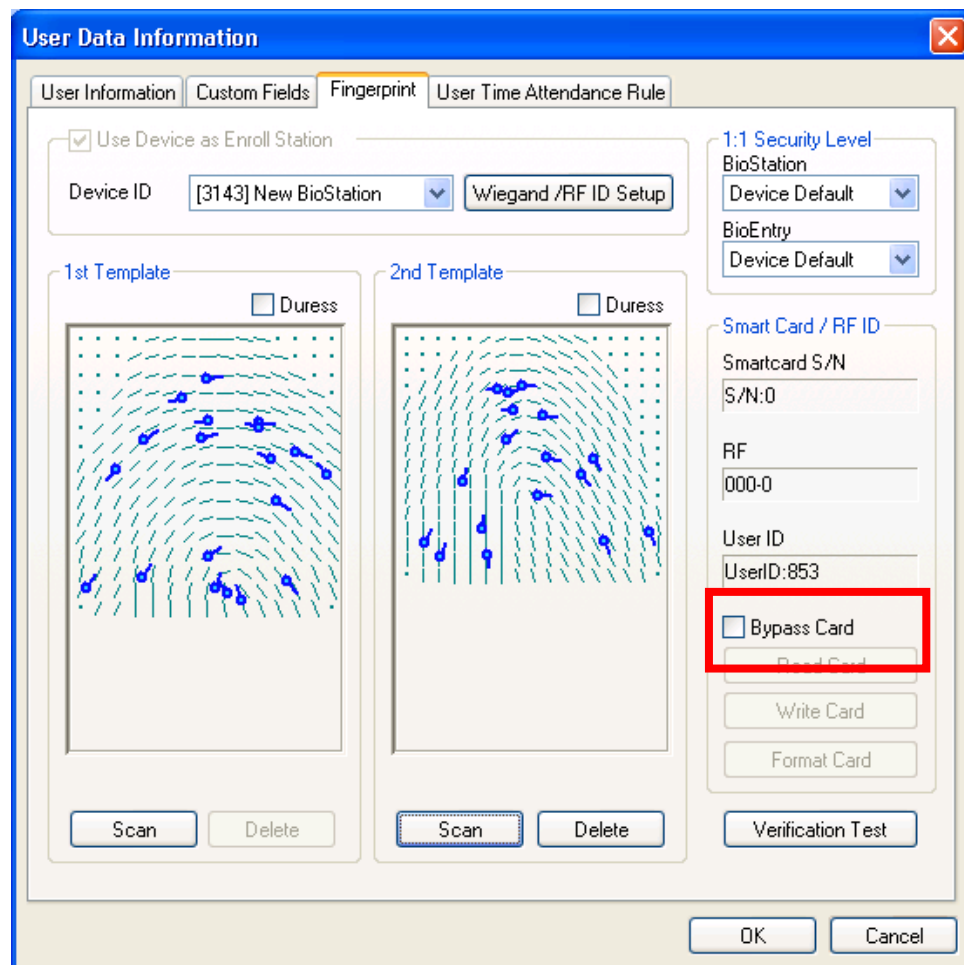 User Data Information
User Information
Custom Fields
Fingerprint
User Time Attendance Rule
Use Device as Enroll Station
Device ID
[3143] New BioStation
Wiegand /RF ID Setup
1:1 Security Level
BioStation
Device Default
BioEntry
Device Default
1st Template
Duress
2nd Template
Duress
Smart Card / RF ID
Smartcard S/N
S/N:0
RF
000-0
User ID
UserID:853
Bypass Card
Read Card
Write Card
Format Card
Scan
Delete
Scan
Delete
Verification Test
OK
Cancel